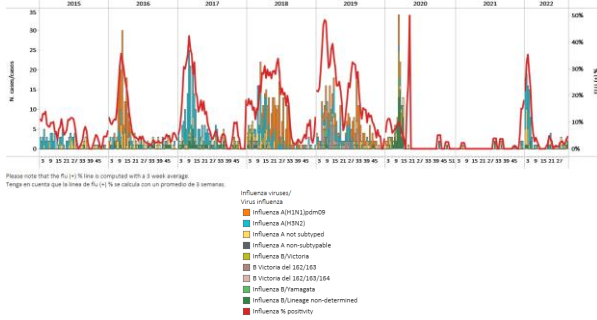 2015 2016 2017 2018 2019 2020 2021 2022
35 50%
30
25 40%
20 30%
15 20%
10
5 10%
0 0%
N. cases/casos
3 9 15 21 27 33 39 45 3 9 15 21 27 33 39 45 3 9 15 21 27 33 39 45 3 9 15 21 27 33 39 45 3 9 15 21 27 33 39 45 3 9 15 21 27 33 39 45 51 3 9 15 21 27 33 39 45 3 9 15 21 27
Please note that the flu (+) % line is computed with a 3 week average.
Tenga en cuenta que la línea de flu (+) % se calcula con un promedio de 3 semanas.
Influenza viruses/
Virus influenza
Influenza A(H1N1)pdm09
Influenza A(H3N2)
Influenza A not subtyped
Influenza A non-subtypable
Influenza B/Victoria
B Victoria del 162/163
B Victoria del 162/163/164
Influenza B/Yamagata
Influenza B/Lineage non-determined
Influenza % positivity